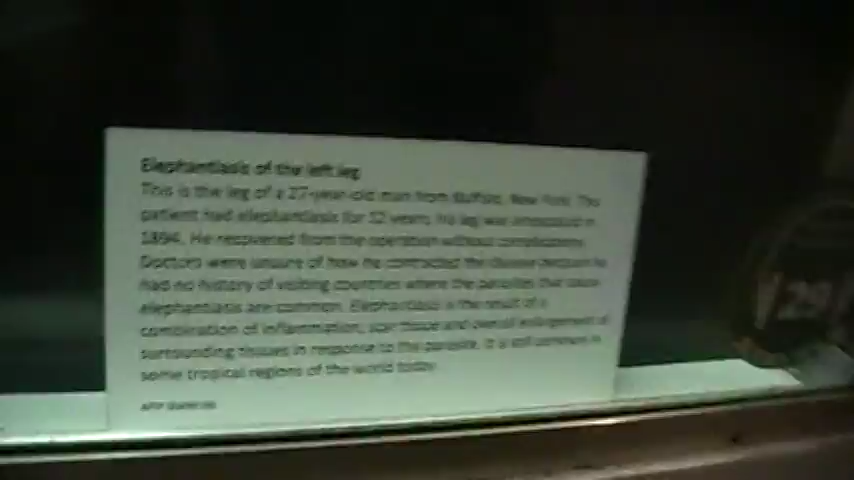 Elephantiasis of the left leg
This is the leg of a 27-year-old man from Buffalo, New York. This
patient had elephantiasis for 12 years; his leg was amputated in
1894. He recovered from the operation without complications.
Doctors were unsure of how he contracted the disease because he
had no history of visiting countries where the parasites that cause
elephantiasis are common. Elephantiasis is the result of a
combination of inflammation, scar tissue and overall enlargement of
surrounding tissues in response to the parasite. It is still common in
some tropical regions of the world today.